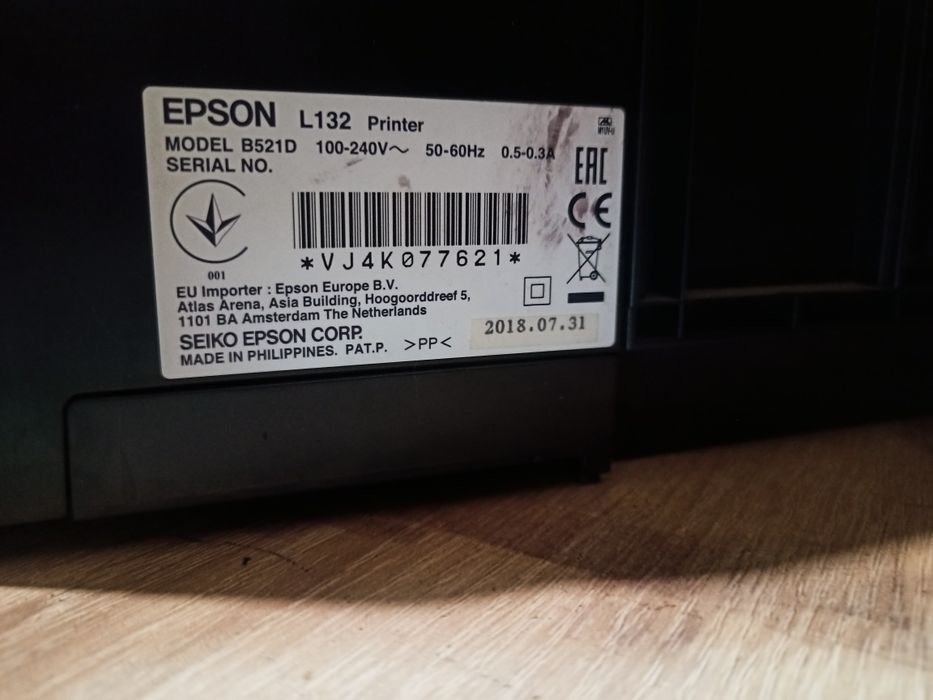 EPSON L132 Printer
MODEL B521D 100-240V～ 50-60Hz 0.5-0.3A
SERIAL NO.
EAC
CE
*VJ4K077621*
001
EU Importer : Epson Europe B.V.
Atlas Arena, Asia Building, Hoogoorddreef 5,
1101 BA Amsterdam The Netherlands
2018.07.31
SEIKO EPSON CORP.
MADE IN PHILIPPINES. PAT.P. >PP<